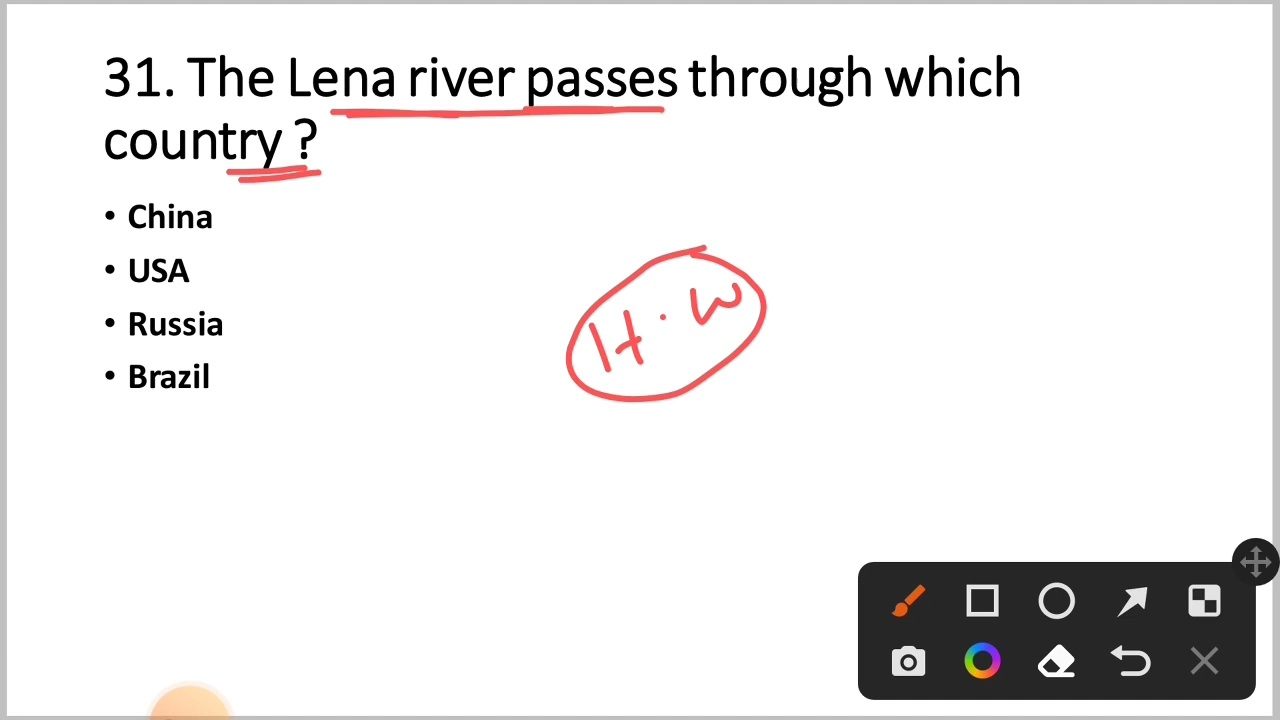 31. The Lena river passes through which
country ?
• China
• USA
• Russia
• Brazil
H.W